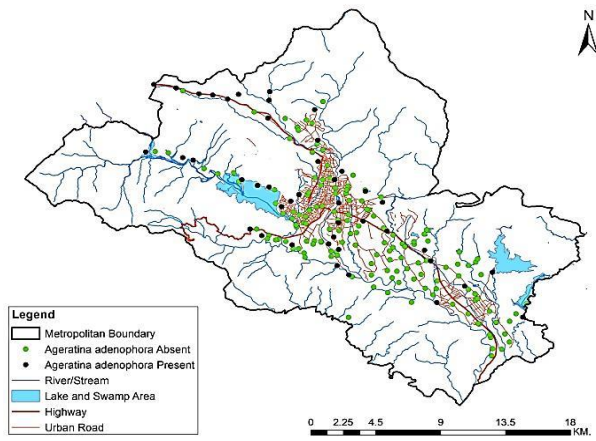 N
Legend
Metropolitan Boundary
Ageratina adenophora Absent
Ageratina adenophora Present
River/Stream
Lake and Swamp Area
Highway
Urban Road
0 2.25 4.5 9 13.5 18
KM.